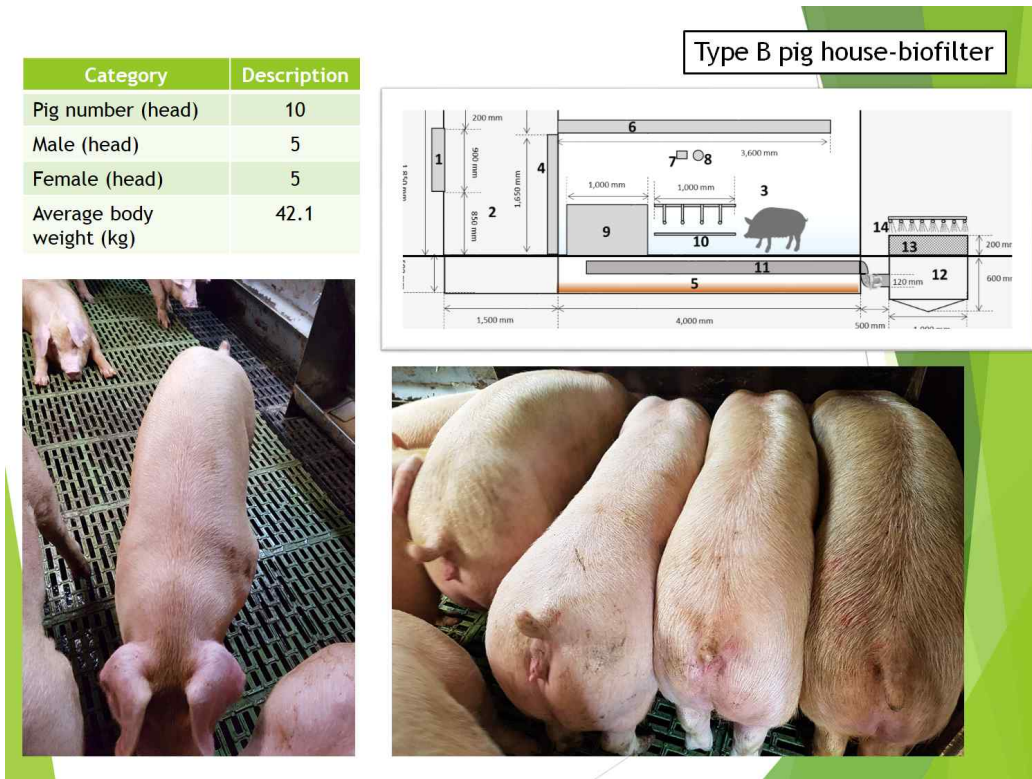 Type B pig house-biofilter
Category Description
Pig number (head) 10
Male (head) 5
Female (head) 5
Average body
weight (kg) 42.1
200 mm
6
1
4
7
8
3,600 mm
900 mm
1,650 mm
1,000 mm
1,000 mm
3
2
14
850 mm
9
10
13
200 mm
11
12
5
120 mm
600 mm
1,500 mm
4,000 mm
500 mm